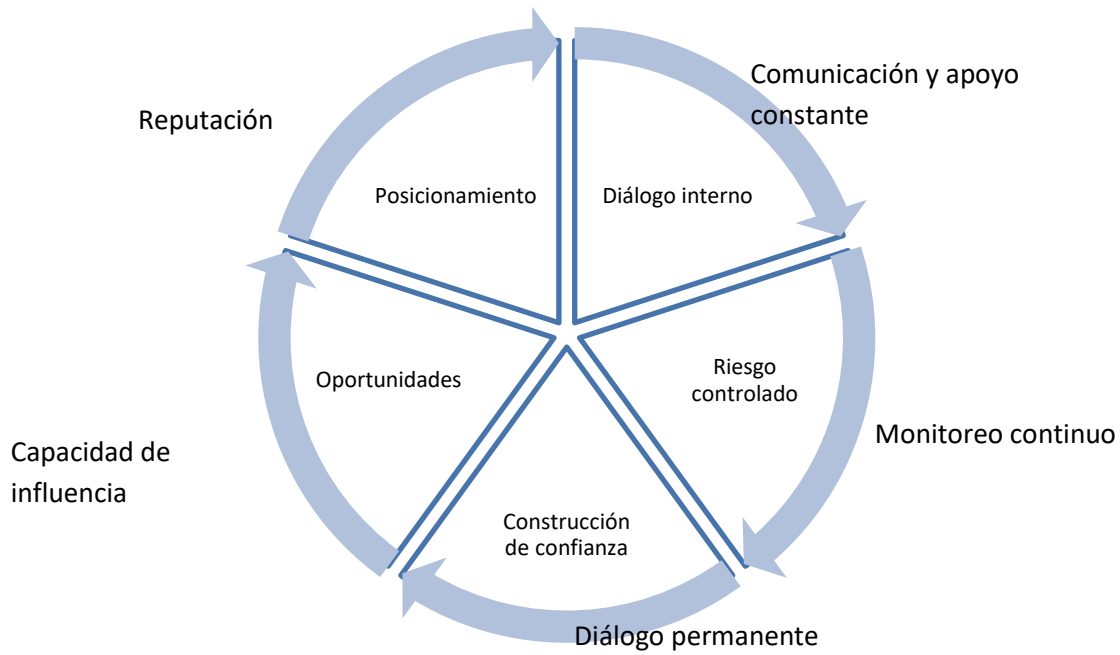 Comunicación y apoyo
constante
Reputación
Posicionamiento
Diálogo interno
Oportunidades
Riesgo
controlado
Monitoreo continuo
Capacidad de
influencia
Construcción
de confianza
Diálogo permanente